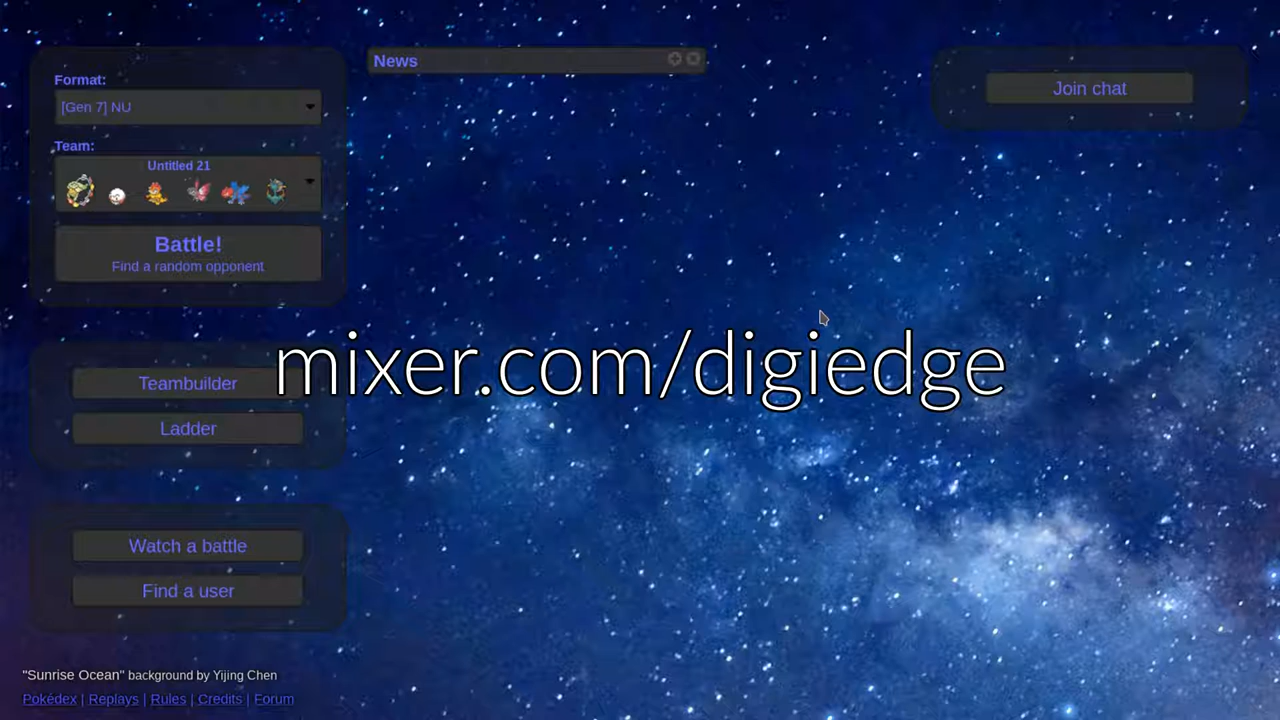 Format:
[Gen 7] NU
Team:
Untitled 21
Battle!
Find a random opponent
Teambuilder
Ladder
Watch a battle
Find a user
News
Join chat
mixer.com/digiedge
"Sunrise Ocean" background by Yijing Chen
Pokédex | Replays | Rules | Credits | Forum